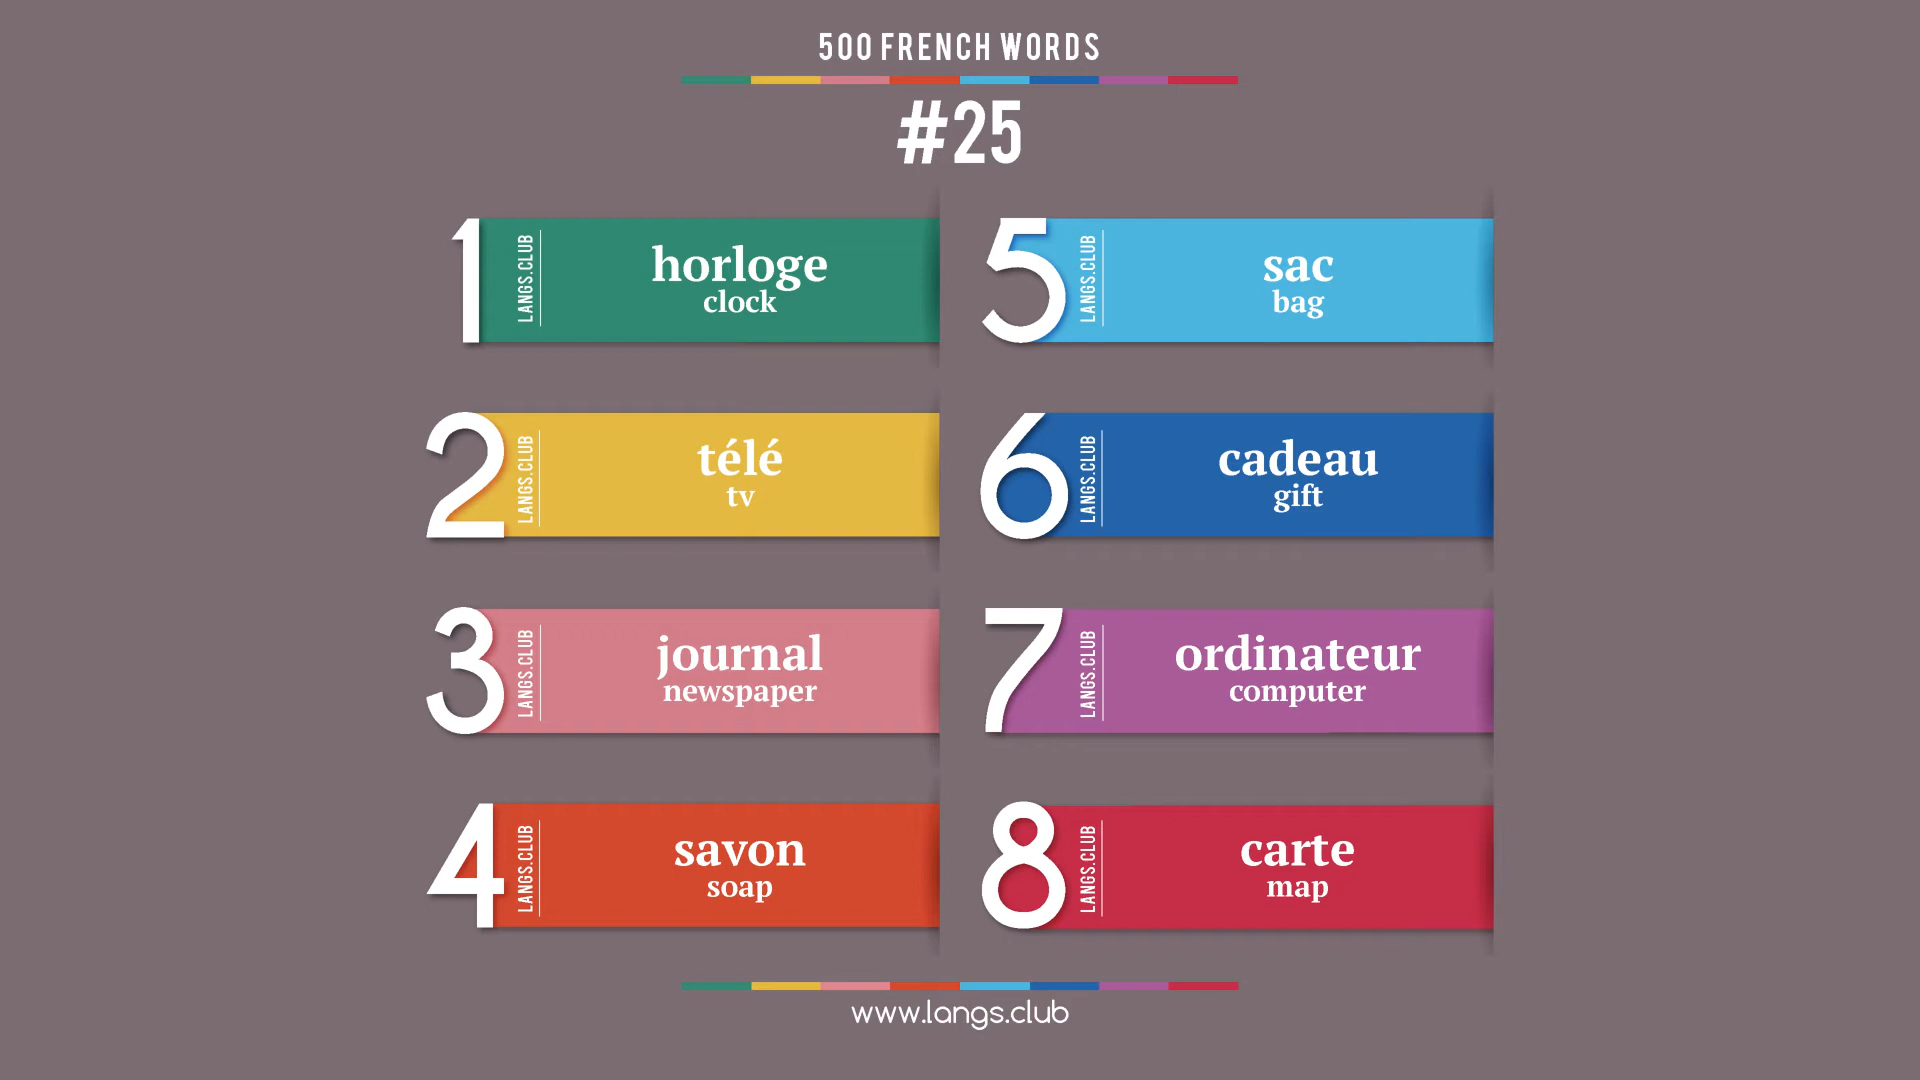 500 FRENCH WORDS
#25
1
LANGS.CLUB
horloge
clock
2
LANGS.CLUB
télé
tv
3
LANGS.CLUB
journal
newspaper
4
LANGS.CLUB
savon
soap
5
LANGS.CLUB
sac
bag
6
LANGS.CLUB
cadeau
gift
7
LANGS.CLUB
ordinateur
computer
8
LANGS.CLUB
carte
map
www.langs.club